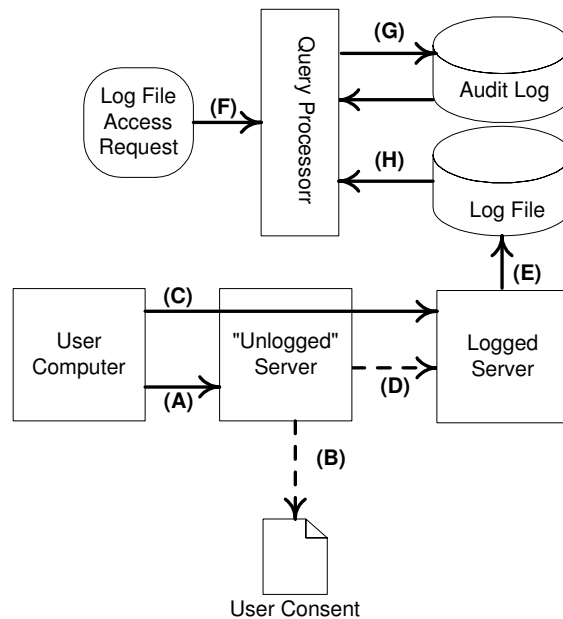 (G)
Audit Log
Query Processorr
Log File
Access
Request
(F)
(H)
Log File
(E)
(C)
User
Computer
"Unlogged"
Server
Logged
Server
(A)
(D)
(B)
User Consent